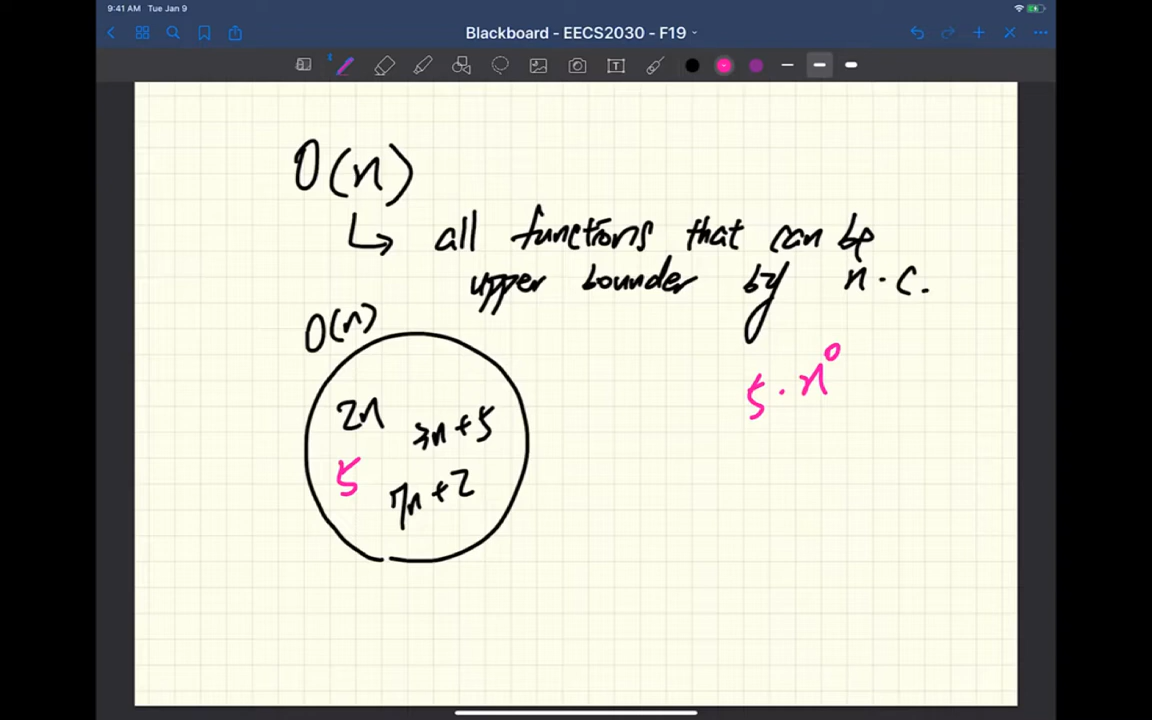 9:41 AM Tue Jan 9
Blackboard - EECS2030 - F19
O(n)
↳ all functions that can be
upper bounder by n · c.
O(n)
5 · n⁰
2n
3n + 5
5
7n + 2